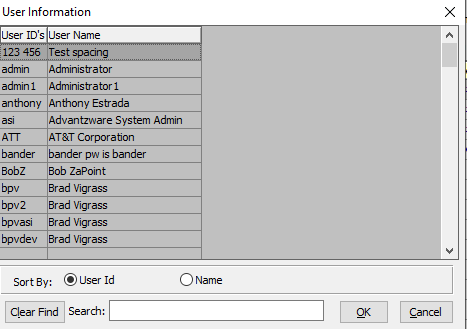 User Information
User ID's User Name
123 456 Test spacing
admin Administrator
admin1 Administrator1
anthony Anthony Estrada
asi Advantzware System Admin
ATT AT&T Corporation
bander bander pw is bander
BobZ Bob ZaPoint
bpv Brad Vigrass
bpv2 Brad Vigrass
bpvasi Brad Vigrass
bpvdev Brad Vigrass
Sort By: User Id Name
Clear Find Search: OK Cancel